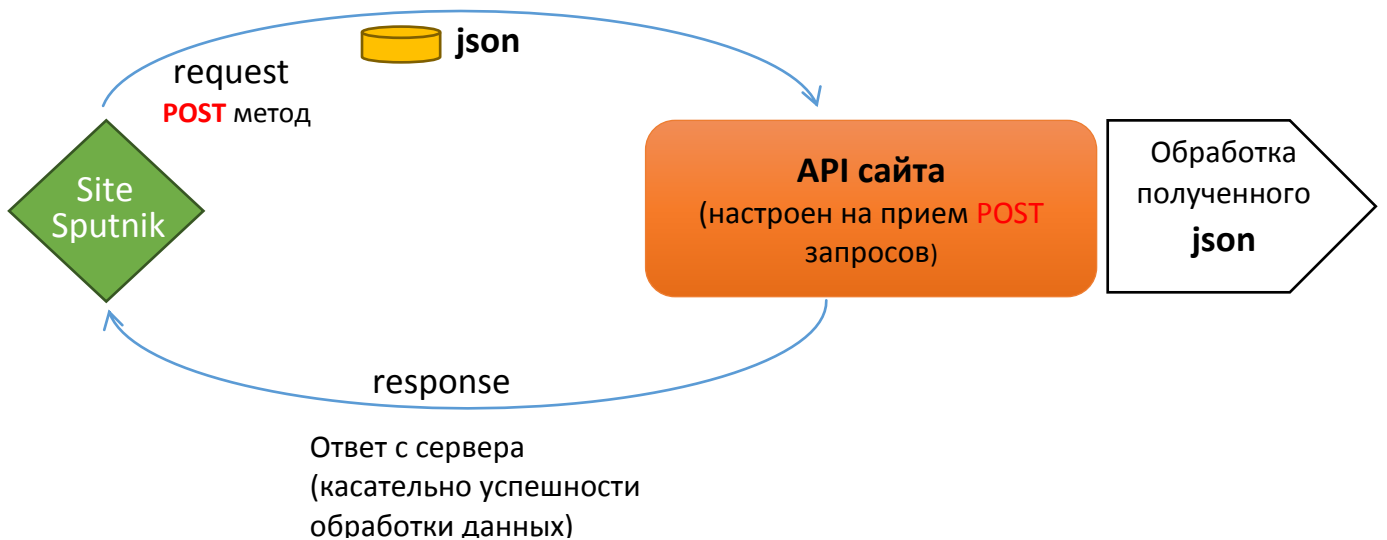 json
request
POST метод
Site
Sputnik
API сайта
(настроен на прием POST
запросов)
Обработка
полученного
json
response
Ответ с сервера
(касательно успешности
обработки данных)